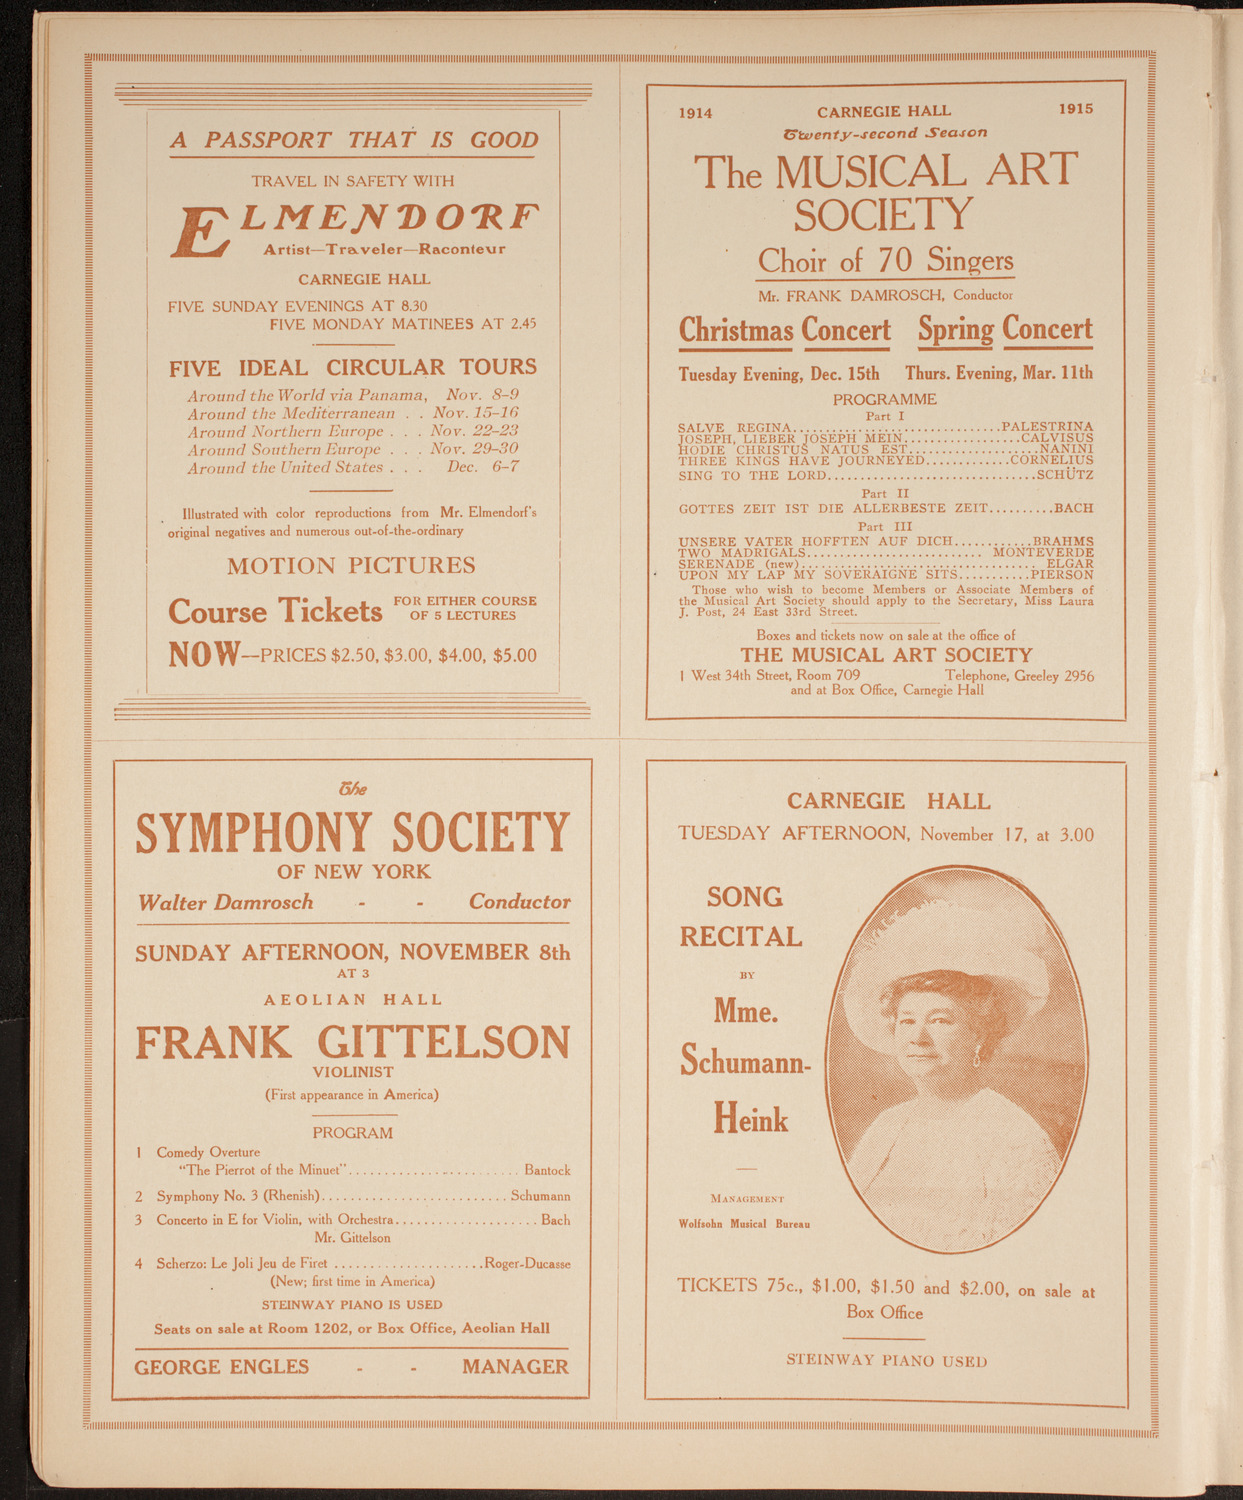 A PASSPORT THAT IS GOOD
TRAVEL IN SAFETY WITH
ELMENDORF
Artist—Traveler—Raconteur
CARNEGIE HALL
FIVE SUNDAY EVENINGS AT 8.30
FIVE MONDAY MATINEES AT 2.45
FIVE IDEAL CIRCULAR TOURS
Around the World via Panama, Nov. 8–9
Around the Mediterranean . . Nov. 15–16
Around Northern Europe . . . Nov. 22–23
Around Southern Europe . . . Nov. 29–30
Around the United States . . . Dec. 6–7
Illustrated with color reproductions from Mr. Elmendorf's
original negatives and numerous out-of-the-ordinary
MOTION PICTURES
Course Tickets FOR EITHER COURSE
OF 5 LECTURES
NOW—PRICES $2.50, $3.00, $4.00, $5.00
1914 CARNEGIE HALL 1915
Twenty-second Season
The MUSICAL ART
SOCIETY
Choir of 70 Singers
Mr. FRANK DAMROSCH, Conductor
Christmas Concert Spring Concert
Tuesday Evening, Dec. 15th Thurs. Evening, Mar. 11th
PROGRAMME
Part I
SALVE REGINA................................PALESTRINA
JOSEPH, LIEBER JOSEPH MEIN..................CALVISUS
HODIE CHRISTUS NATUS EST....................NANINI
THREE KINGS HAVE JOURNEYED.............CORNELIUS
SING TO THE LORD................................SCHÜTZ
Part II
GOTTES ZEIT IST DIE ALLERBESTE ZEIT..........BACH
Part III
UNSERE VATER HOFFTEN AUF DICH............BRAHMS
TWO MADRIGALS........................... MONTEVERDE
SERENADE (new).................................... ELGAR
UPON MY LAP MY SOVERAIGNE SITS...........PIERSON
Those who wish to become Members or Associate Members of
the Musical Art Society should apply to the Secretary, Miss Laura
J. Post, 24 East 33rd Street.
Boxes and tickets now on sale at the office of
THE MUSICAL ART SOCIETY
1 West 34th Street, Room 709 Telephone, Greeley 2956
and at Box Office, Carnegie Hall
The
SYMPHONY SOCIETY
OF NEW YORK
Walter Damrosch - - Conductor
SUNDAY AFTERNOON, NOVEMBER 8th
AT 3
AEOLIAN HALL
FRANK GITTELSON
VIOLINIST
(First appearance in America)
PROGRAM
1 Comedy Overture
"The Pierrot of the Minuet"........................ Bantock
2 Symphony No. 3 (Rhenish).......................... Schumann
3 Concerto in E for Violin, with Orchestra.................... Bach
Mr. Gittelson
4 Scherzo: Le Joli Jeu de Firet .....................Roger-Ducasse
(New; first time in America)
STEINWAY PIANO IS USED
Seats on sale at Room 1202, or Box Office, Aeolian Hall
GEORGE ENGLES - - MANAGER
CARNEGIE HALL
TUESDAY AFTERNOON, November 17, at 3.00
SONG
RECITAL
BY
Mme.
Schumann-
Heink
MANAGEMENT
Wolfsohn Musical Bureau
TICKETS 75c., $1.00, $1.50 and $2.00, on sale at
Box Office
STEINWAY PIANO USED